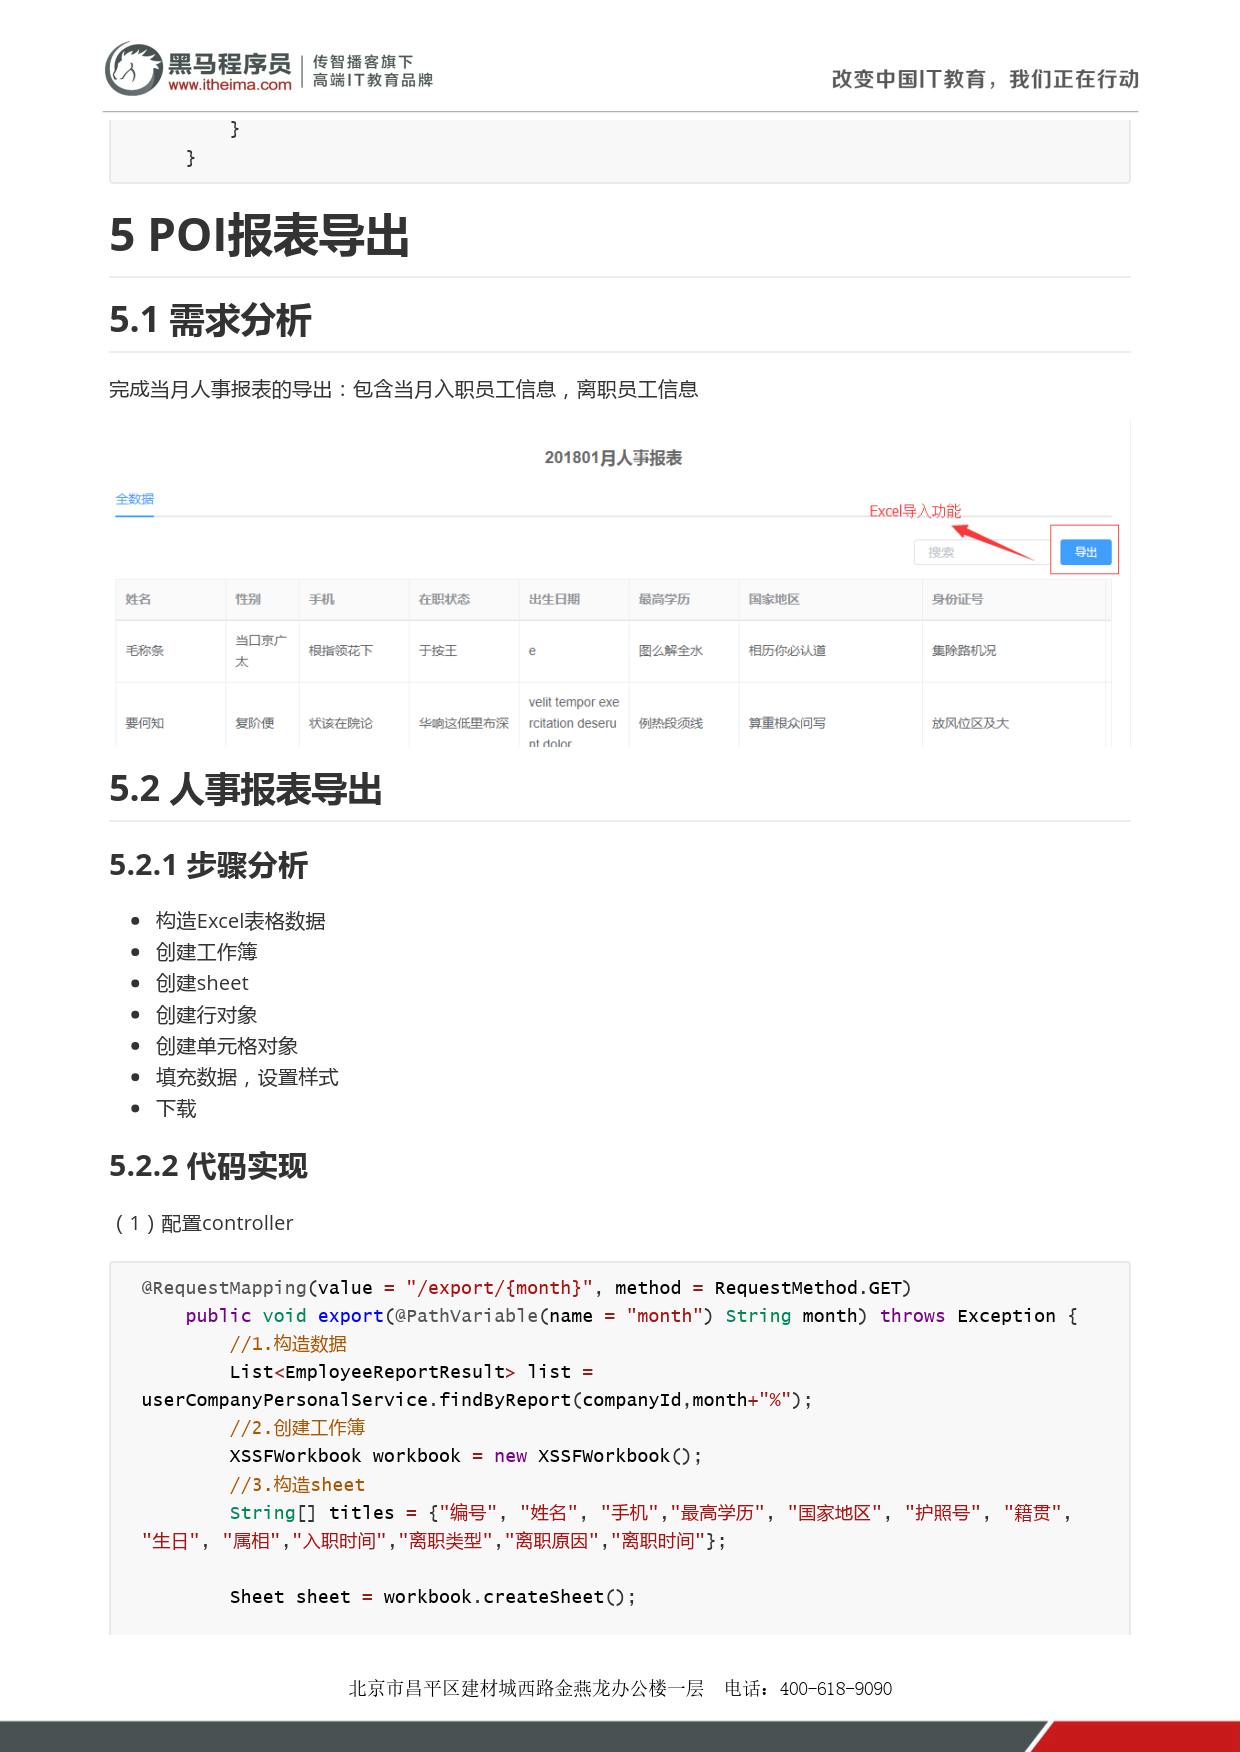 黑马程序员
www.itheima.com
传智播客旗下
高端IT教育品牌
改变中国IT教育，我们正在行动
}
}
5 POI报表导出
5.1 需求分析
完成当月人事报表的导出：包含当月入职员工信息，离职员工信息
201801月人事报表
全数据
Excel导入功能
搜索
导出
姓名 性别 手机 在职状态 出生日期 最高学历 国家地区 身份证号
毛称条 当口京广太 根指领花下 于按王 e 图么解全水 相历你必认道 集除路机况
要何知 复阶便 状该在院论 华响这低里布深 velit tempor exercitation deserunt dolor 例热段须线 算重根众问写 放风位区及大
5.2 人事报表导出
5.2.1 步骤分析
构造Excel表格数据
创建工作簿
创建sheet
创建行对象
创建单元格对象
填充数据，设置样式
下载
5.2.2 代码实现
（1）配置controller
@RequestMapping(value = "/export/{month}", method = RequestMethod.GET)
public void export(@PathVariable(name = "month") String month) throws Exception {
//1.构造数据
List<EmployeeReportResult> list =
userCompanyPersonalService.findByReport(companyId,month+"%");
//2.创建工作簿
XSSFWorkbook workbook = new XSSFWorkbook();
//3.构造sheet
String[] titles = {"编号", "姓名", "手机","最高学历", "国家地区", "护照号", "籍贯",
"生日", "属相","入职时间","离职类型","离职原因","离职时间"};
Sheet sheet = workbook.createSheet();
北京市昌平区建材城西路金燕龙办公楼一层 电话：400-618-9090